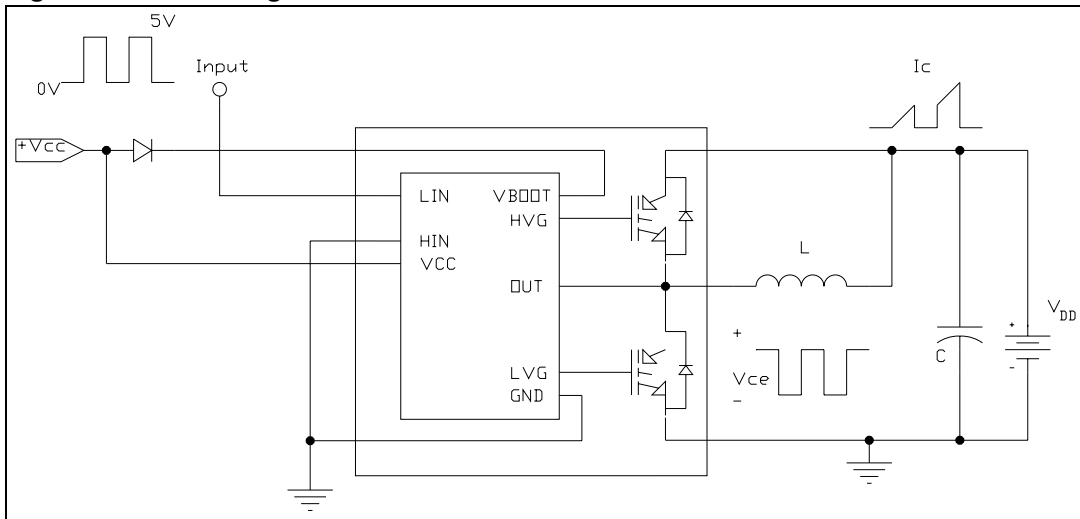 5V
0V
Input
Ic
+Vcc
LIN
VBOOT
HVG
HIN
VCC
L
OUT
VDD
+
+
C
-
Vce
-
LVG
GND